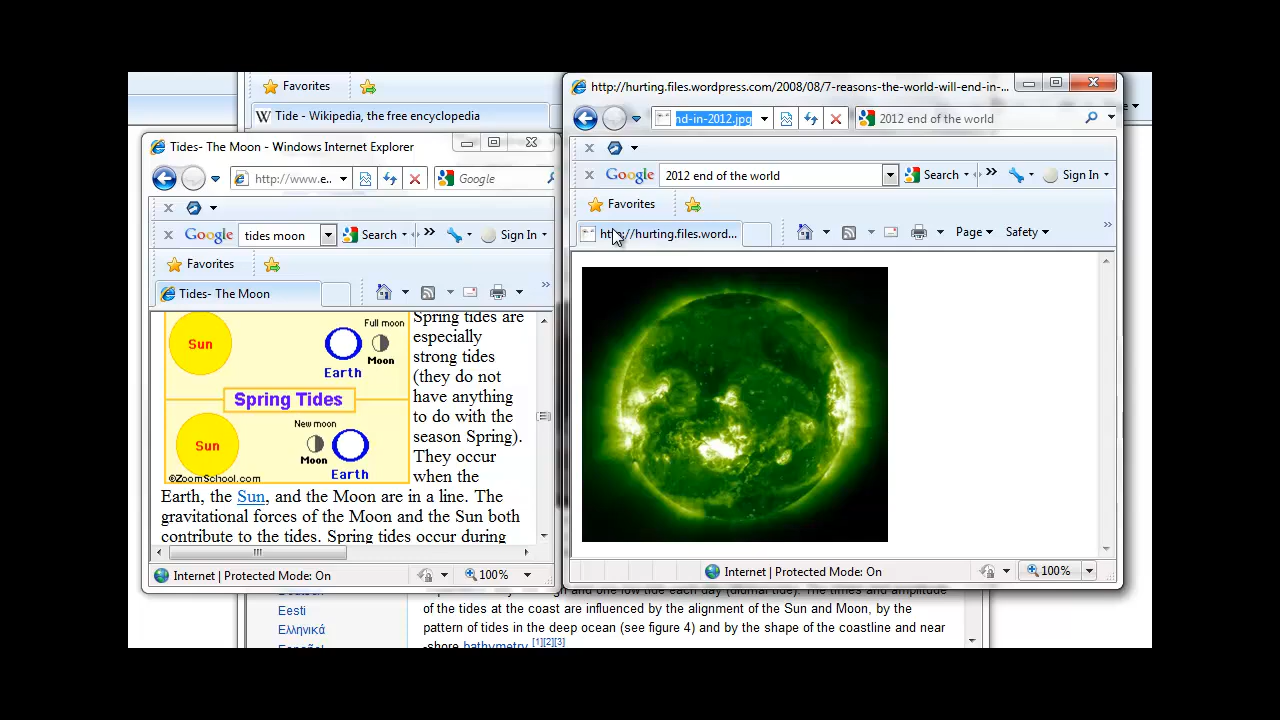 Favorites
Tide - Wikipedia, the free encyclopedia
Tides- The Moon - Windows Internet Explorer
http://www.e..
Google
Google
tides moon
Search
Sign In
Favorites
Tides- The Moon
Sun
Full moon
Moon
Earth
Spring Tides
Sun
New moon
Moon
Earth
©ZoomSchool.com
Spring tides are
especially
strong tides
(they do not
have anything
to do with the
season Spring).
They occur
when the
Earth, the Sun, and the Moon are in a line. The
gravitational forces of the Moon and the Sun both
contribute to the tides. Spring tides occur during
Internet | Protected Mode: On
100%
http://hurting.files.wordpress.com/2008/08/7-reasons-the-world-will-end-in-...
nd-in-2012.jpg
2012 end of the world
Google
2012 end of the world
Search
Sign In
Favorites
http://hurting.files.word...
Page
Safety
Internet | Protected Mode: On
100%
Eesti
Ελληνικά
of the tides at the coast are influenced by the alignment of the Sun and Moon, by the
pattern of tides in the deep ocean (see figure 4) and by the shape of the coastline and near
-shore bathymetry.[1][2][3]